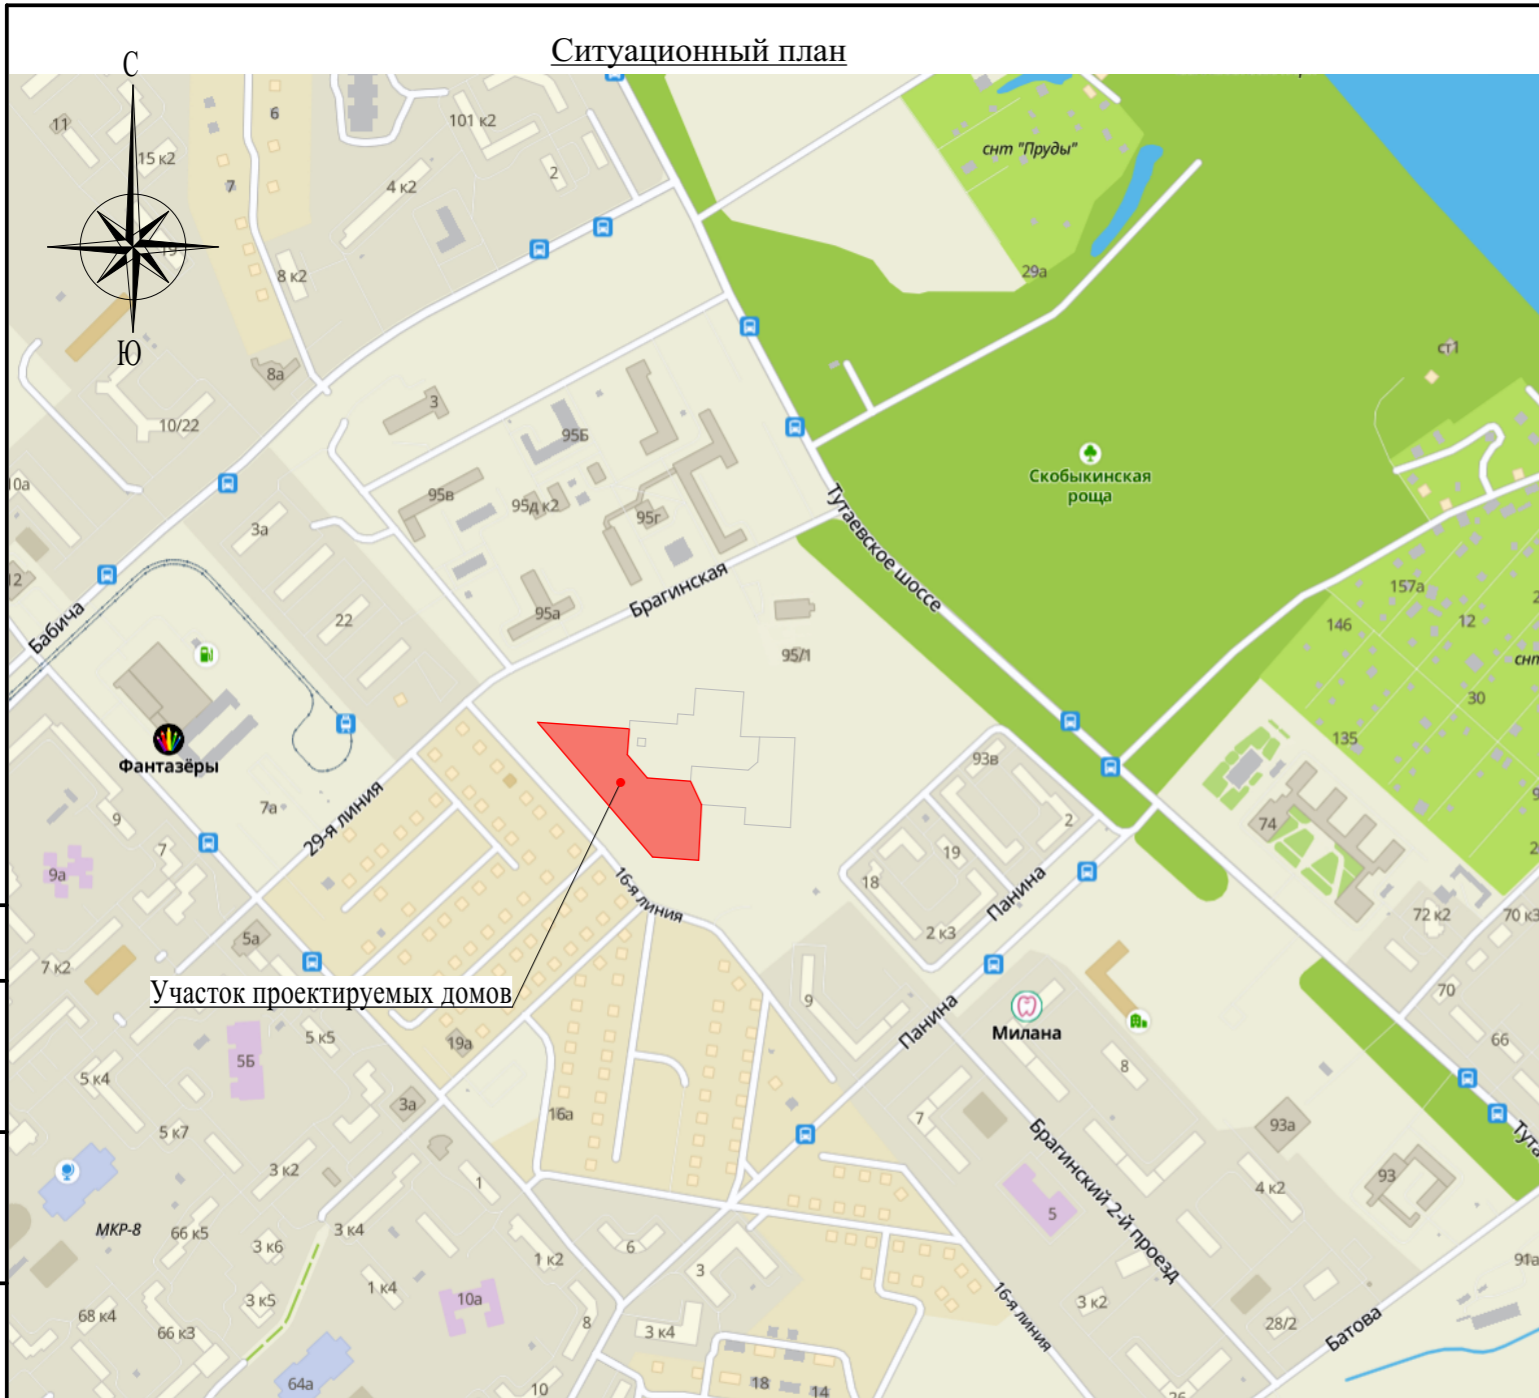 Ситуационный план
С
Ю
11
15 к2
19
6
7
101 к2
2
4 к2
8 к2
8а
10/22
10а
12
снт "Пруды"
29а
ст1
3
95Б
95в
95д к2
95г
95а
3а
22
Бабича
Брагинская
Тутаевское шоссе
Скобыкинская
роща
95/1
157а
146
12
снт
30
135
Фантазёры
7а
29-я линия
9
7
9а
5а
7 к2
93в
2
19
18
2 к3
Панина
74
72 к2
70 к3
70
66
16-я линия
Участок проектируемых домов
9
Панина
Милана
8
5 к5
5Б
5 к4
19а
3а
5 к7
3 к2
16а
7
93а
93
4 к2
Брагинский 2-й проезд
5
МКР-8
66 к5
3 к6
3 к4
1
1 к2
6
3
1 к4
3 к5
68 к4
66 к3
10а
8
3 к4
64а
10
18
14
16-я линия
3 к2
28/2
26
Батова
91а
Тута